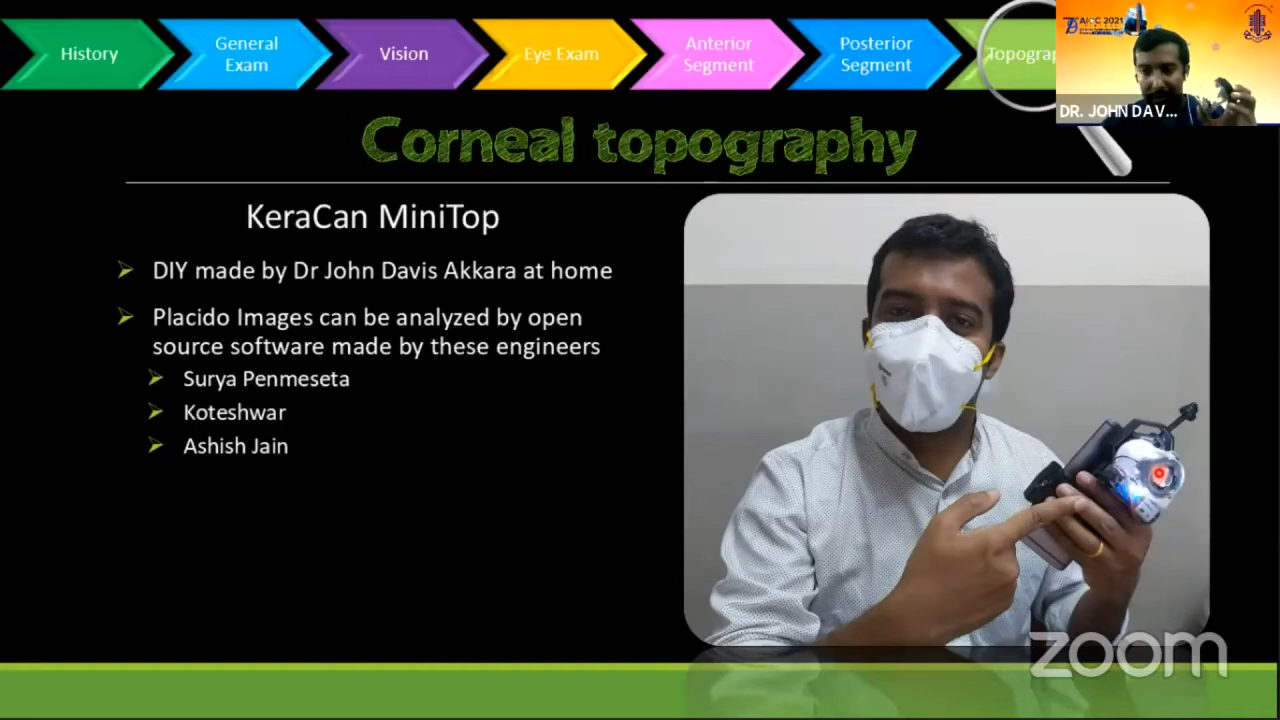 History
General
Exam
Vision
Eye Exam
Anterior
Segment
Posterior
Segment
Topograp
AIOC 2021
DR. JOHN DAV...
Corneal topography
KeraCan MiniTop
DIY made by Dr John Davis Akkara at home
Placido Images can be analyzed by open
source software made by these engineers
Surya Penmeseta
Koteshwar
Ashish Jain
zoom